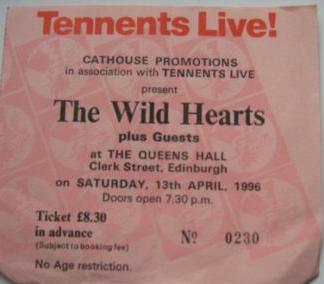 Tennents Live!
CATHOUSE PROMOTIONS
in association with TENNENTS LIVE
present
The Wild Hearts
plus Guests
at THE QUEENS HALL
Clerk Street, Edinburgh
on SATURDAY, 13th APRIL, 1996
Doors open 7.30 p.m.
Ticket £8.30
in advance
(Subject to booking fee)
Nº 0230
No Age restriction.